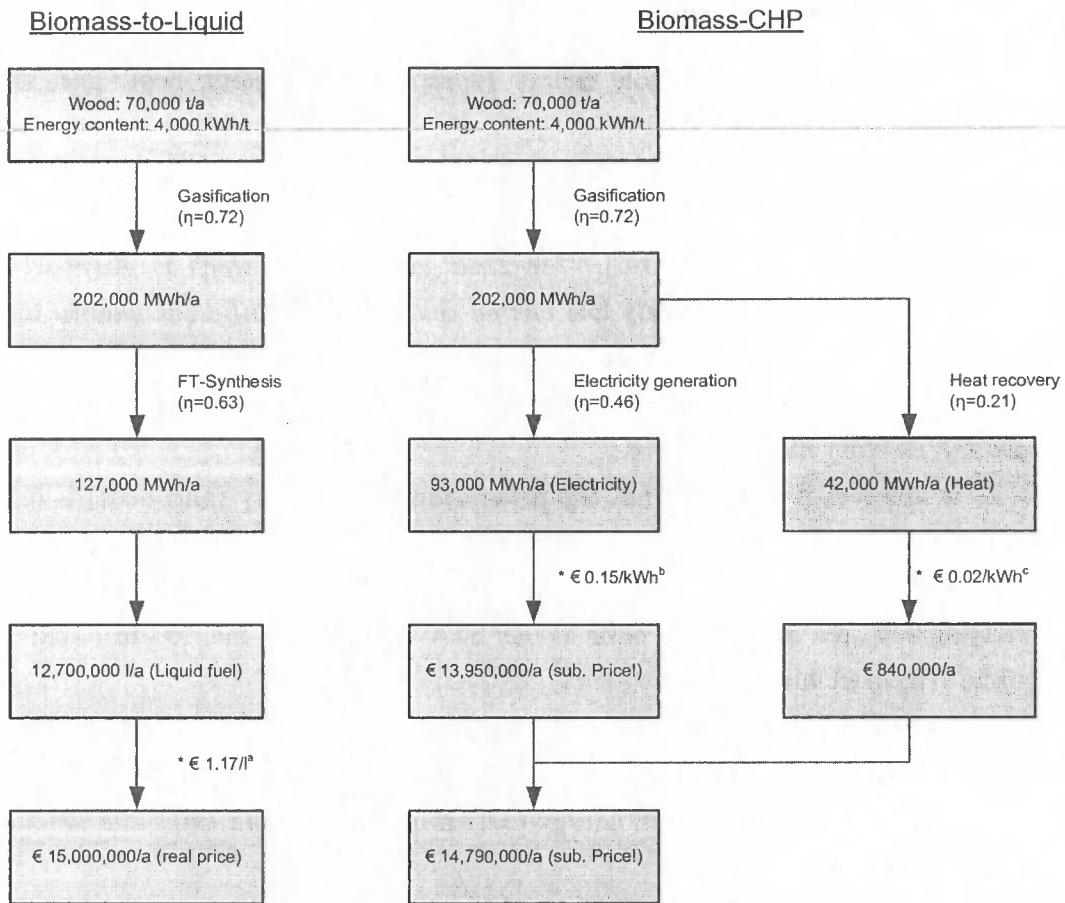 Biomass-to-Liquid
Biomass-CHP
Wood: 70,000 t/a
Energy content: 4,000 kWh/t
Wood: 70,000 t/a
Energy content: 4,000 kWh/t
Gasification
(η=0.72)
Gasification
(η=0.72)
202,000 MWh/a
202,000 MWh/a
FT-Synthesis
(η=0.63)
Electricity generation
(η=0.46)
Heat recovery
(η=0.21)
127,000 MWh/a
93,000 MWh/a (Electricity)
42,000 MWh/a (Heat)
* € 0.15/kWhᵇ
* € 0.02/kWhᶜ
12,700,000 l/a (Liquid fuel)
€ 13,950,000/a (sub. Price!)
€ 840,000/a
* € 1.17/lᵃ
€ 15,000,000/a (real price)
€ 14,790,000/a (sub. Price!)